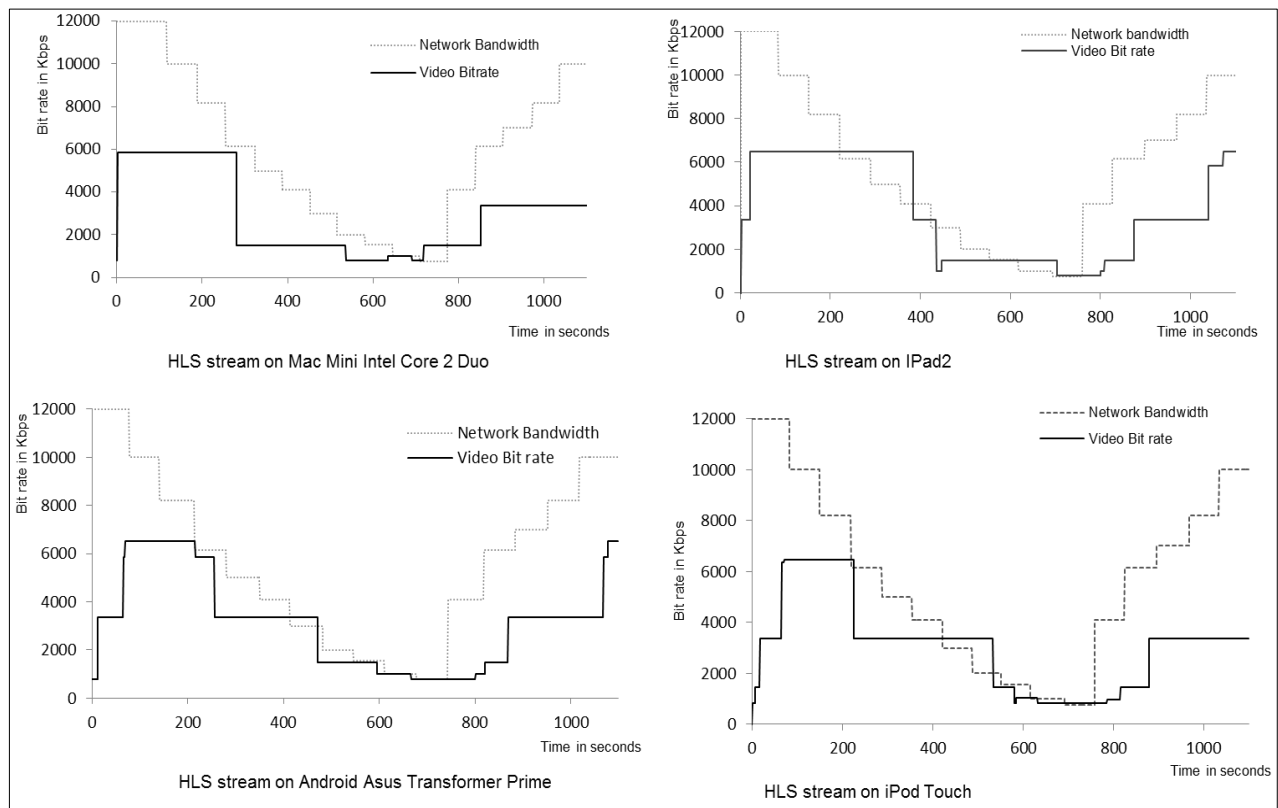 12000
10000
8000
6000
4000
2000
0
Bit rate in Kbps
Network Bandwidth
Video Bitrate
0 200 400 600 800 1000
Time in seconds
HLS stream on Mac Mini Intel Core 2 Duo
12000
10000
8000
6000
4000
2000
0
Bit rate in Kbps
Network bandwidth
Video Bit rate
0 200 400 600 800 1000
Time in seconds
HLS stream on IPad2
12000
10000
8000
6000
4000
2000
0
Bit rate in Kbps
Network Bandwidth
Video Bit rate
0 200 400 600 800 1000
Time in seconds
HLS stream on Android Asus Transformer Prime
12000
10000
8000
6000
4000
2000
0
Bit rate in Kbps
Network Bandwidth
Video Bit rate
0 200 400 600 800 1000
Time in seconds
HLS stream on iPod Touch